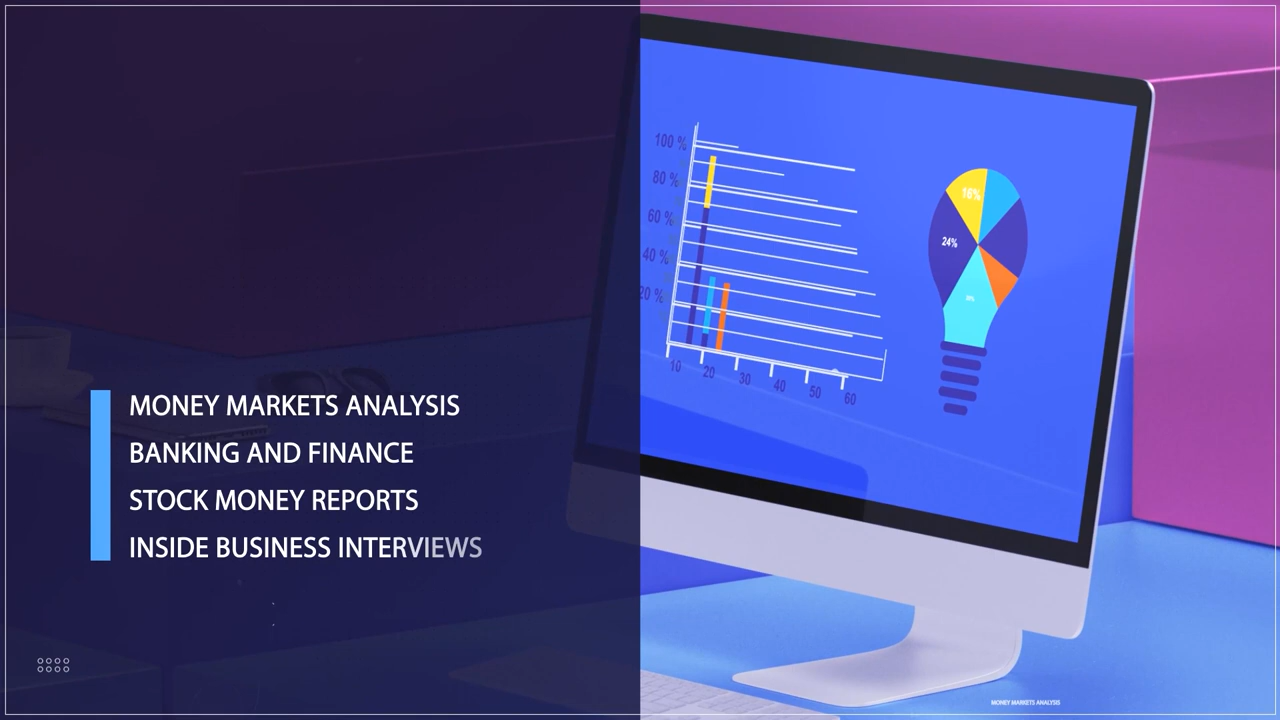 MONEY MARKETS ANALYSIS
BANKING AND FINANCE
STOCK MONEY REPORTS
INSIDE BUSINESS INTERVIEWS
100 %
80 %
60 %
40 %
20 %
10 20 30 40 50 60
16%
24%
MONEY MARKETS ANALYSIS